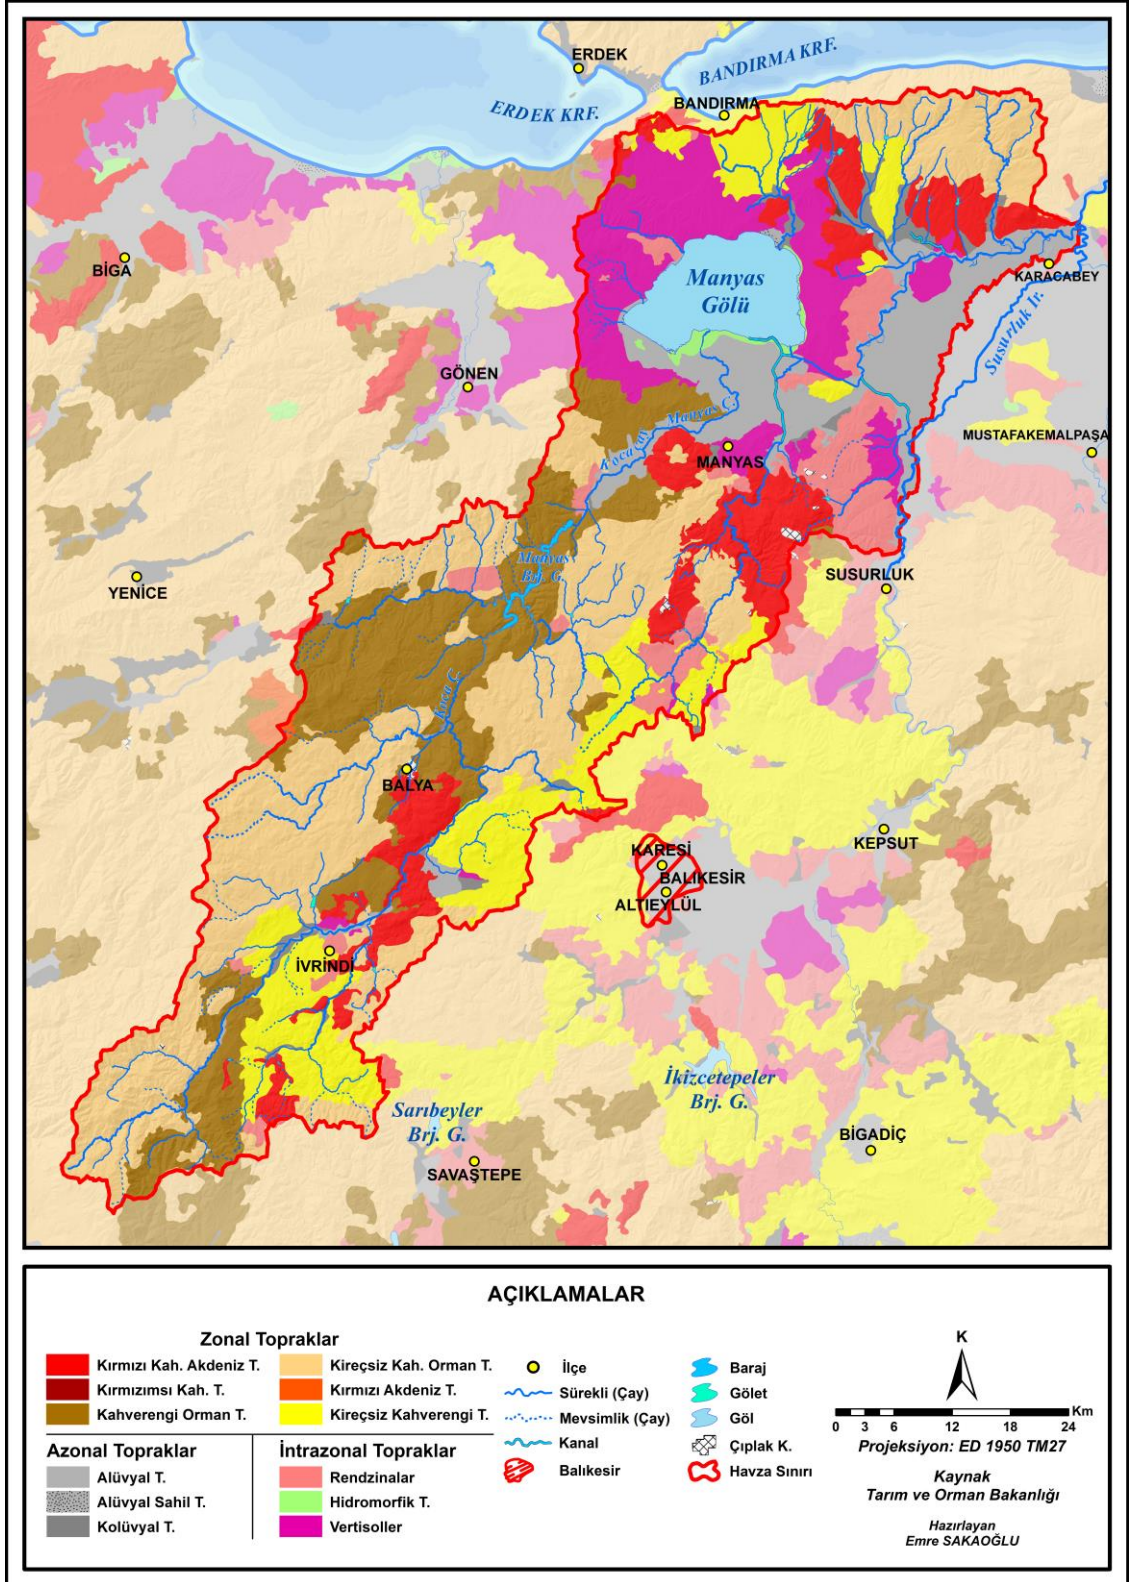 ERDEK
BANDIRMA KRF.
ERDEK KRF.
BANDIRMA
BİGA
Manyas
Gölü
KARACABEY
Susurluk Ir.
GÖNEN
Kocaçay
Manyas Ç.
MANYAS
MUSTAFAKEMALPAŞA
Manyas
Brj. G.
YENİCE
SUSURLUK
Koca Ç.
BALYA
KEPSUT
KARESİ
BALIKESİR
ALTIEYLÜL
İVRİNDİ
İkizcetepeler
Brj. G.
Sarıbeyler
Brj. G.
BİGADİÇ
SAVAŞTEPE
AÇIKLAMALAR
Zonal Topraklar
Kırmızı Kah. Akdeniz T.
Kireçsiz Kah. Orman T.
Kırmızımsı Kah. T.
Kırmızı Akdeniz T.
Kahverengi Orman T.
Kireçsiz Kahverengi T.
Azonal Topraklar
Alüvyal T.
Alüvyal Sahil T.
Kolüvyal T.
İntrazonal Topraklar
Rendzinalar
Hidromorfik T.
Vertisoller
İlçe
Sürekli (Çay)
Mevsimlik (Çay)
Kanal
Balıkesir
Baraj
Gölet
Göl
Çıplak K.
Havza Sınırı
K
Km
0 3 6 12 18 24
Projeksiyon: ED 1950 TM27
Kaynak
Tarım ve Orman Bakanlığı
Hazırlayan
Emre SAKAOĞLU